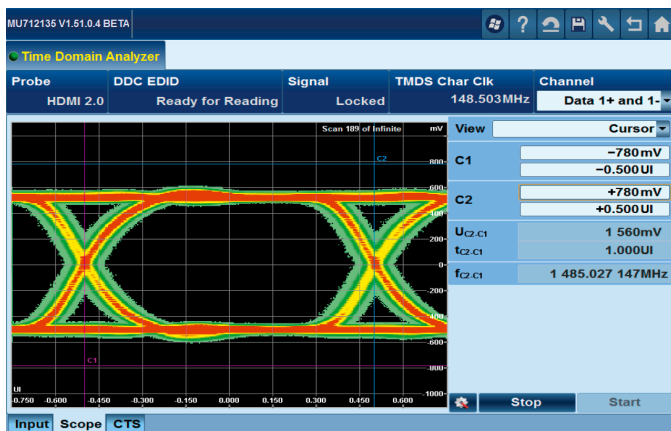 MU712135 V1.51.0.4 BETA
?
Time Domain Analyzer
Probe DDC EDID Signal TMDS Char Clk Channel
HDMI 2.0 Ready for Reading Locked 148.503MHz Data 1+ and 1-
Scan 189 of Infinite mV
View Cursor
C2
800
C1 −780mV
−0.500UI
600
C2 +780mV
+0.500UI
400
200
UC2-C1 1 560mV
0
tC2-C1 1.000UI
fC2-C1 1 485.027 147MHz
-200
-400
-600
C1
-800
UI
-1000
-0.750 -0.600 -0.450 -0.300 -0.150 0.000 0.150 0.300 0.450 0.600
Stop Start
Input Scope CTS